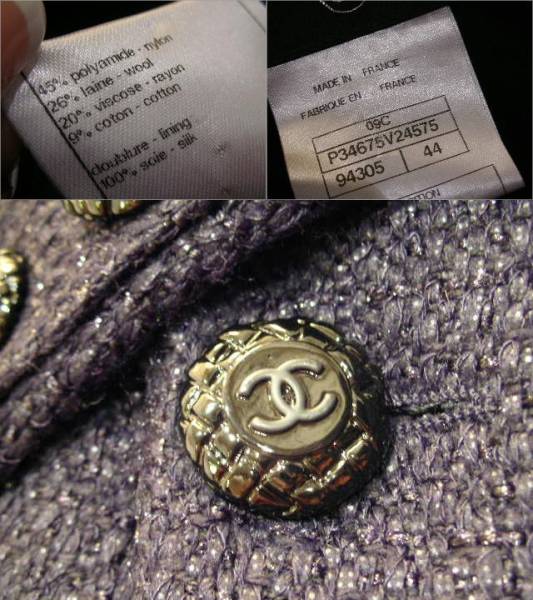 45% polyamide - nylon
26% laine - wool
20% viscose - rayon
9% coton - cotton
doublure - lining
100% soie - silk
MADE IN FRANCE
FABRIQUE EN FRANCE
09C
P34675V24575
94305 44